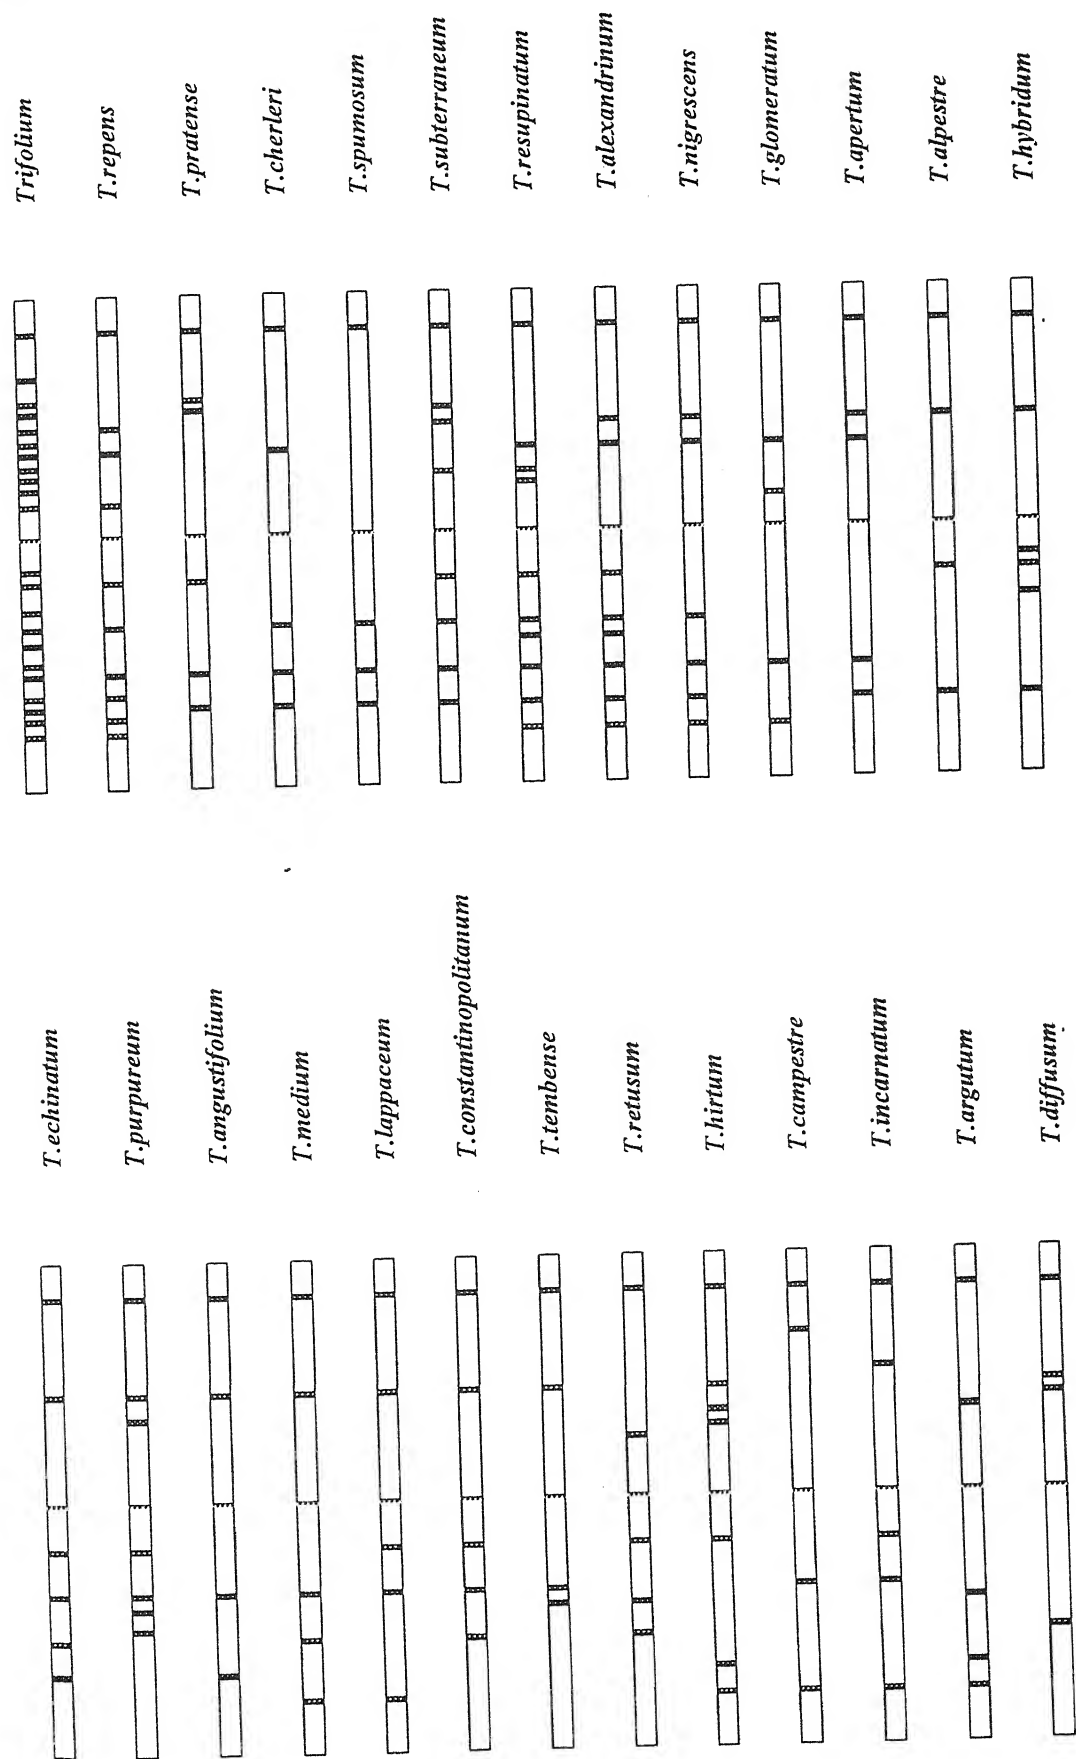 Trifolium
T.repens
T.pratense
T.cherleri
T.spumosum
T.subterraneum
T.resupinatum
T.alexandrinum
T.nigrescens
T.glomeratum
T.apertum
T.alpestre
T.hybridum
T.echinatum
T.purpureum
T.angustifolium
T.medium
T.lappaceum
T.constantinopolitanum
T.tembense
T.retusum
T.hirtum
T.campestre
T.incarnatum
T.argutum
T.diffusum